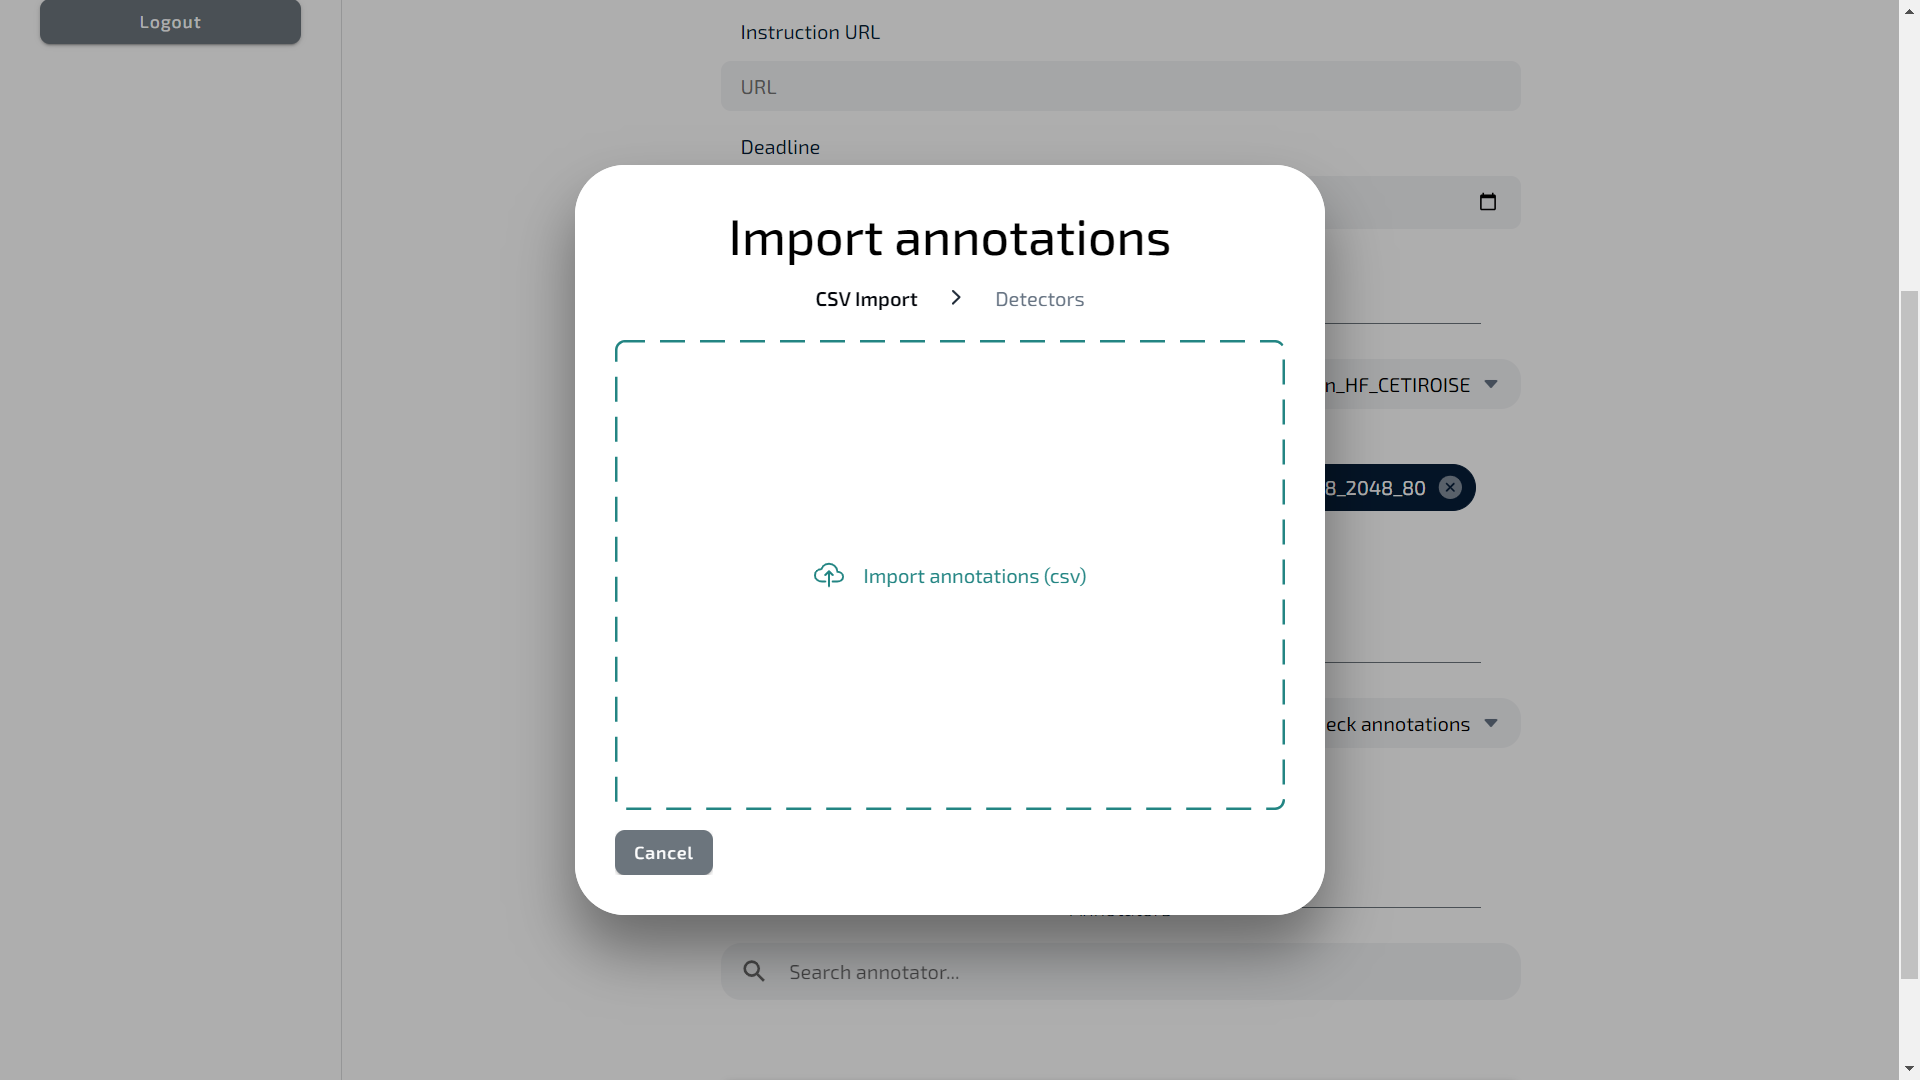 Logout
Instruction URL
URL
Deadline
Import annotations
CSV Import
Detectors
n_HF_CETIROISE
8_2048_80
Import annotations (csv)
eck annotations
Cancel
Search annotator...